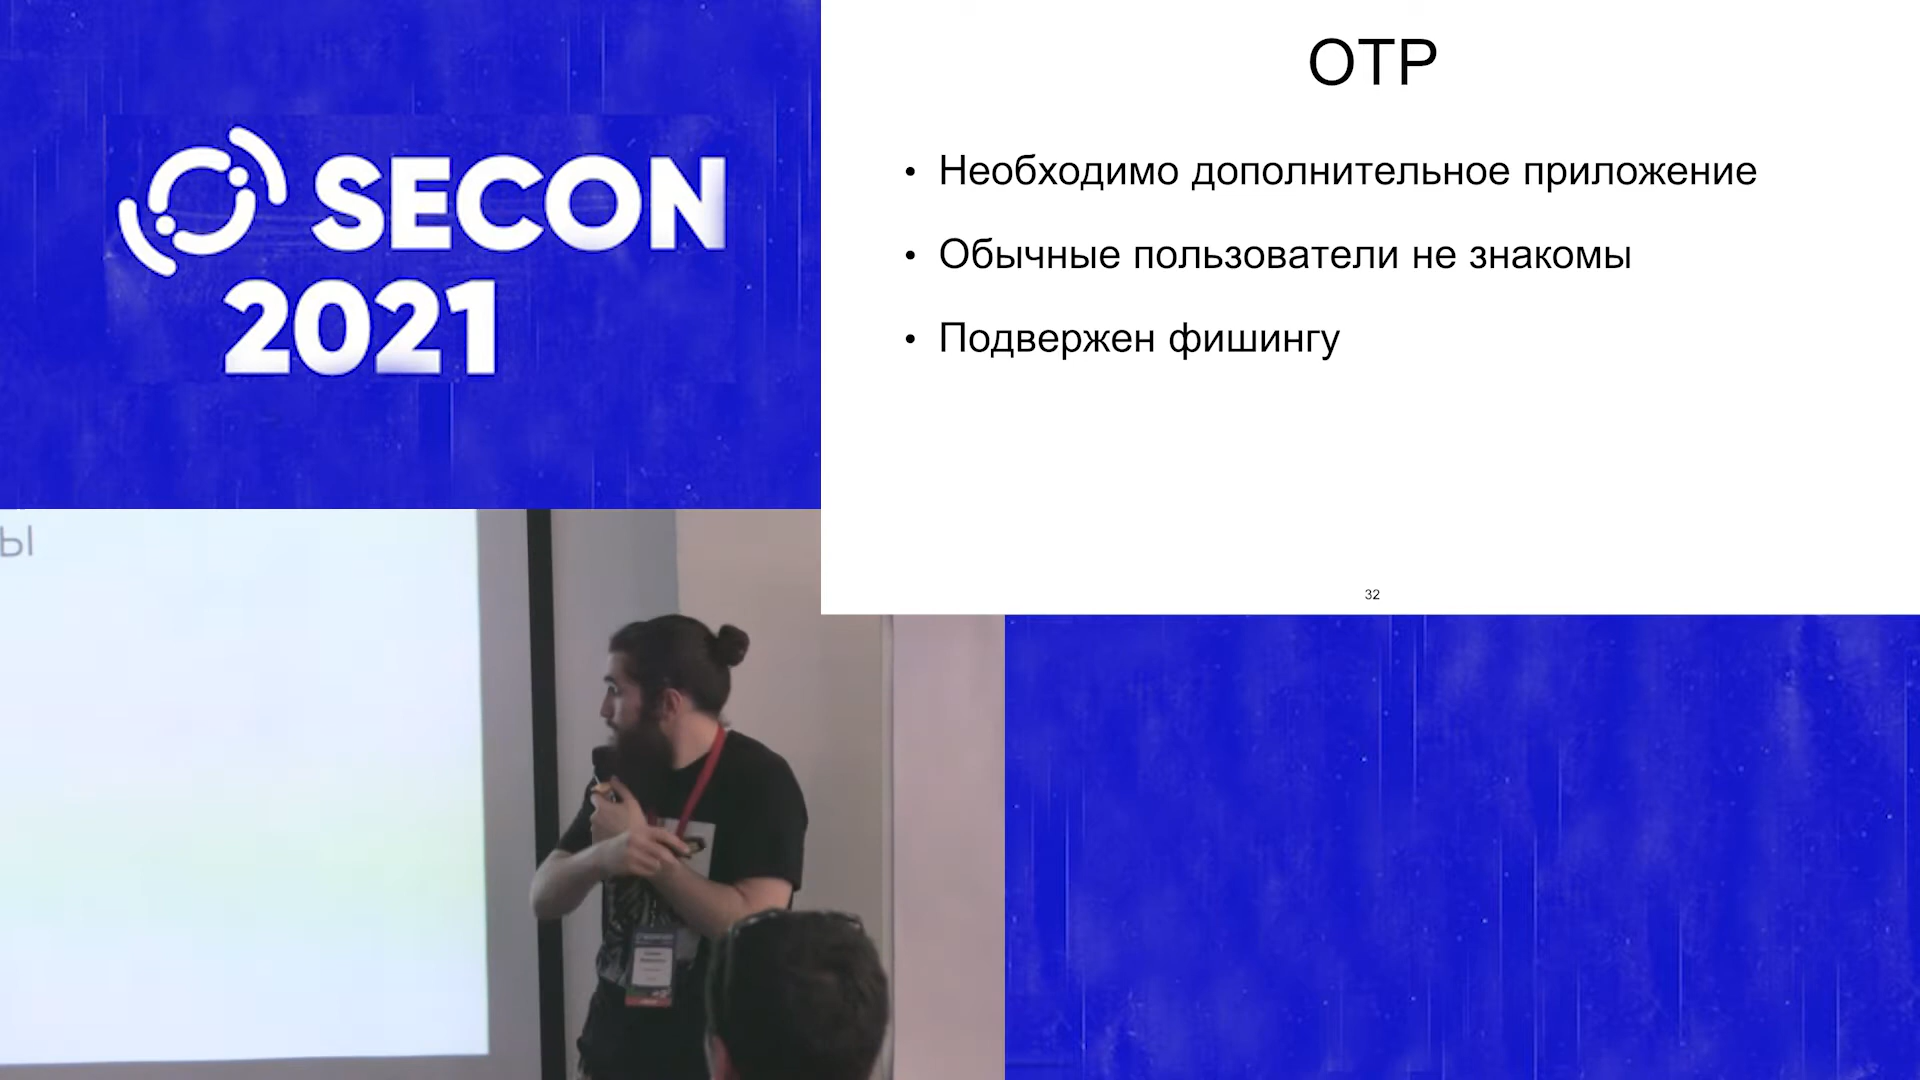 SECON
2021
OTP
• Необходимо дополнительное приложение
• Обычные пользователи не знакомы
• Подвержен фишингу
32
ы